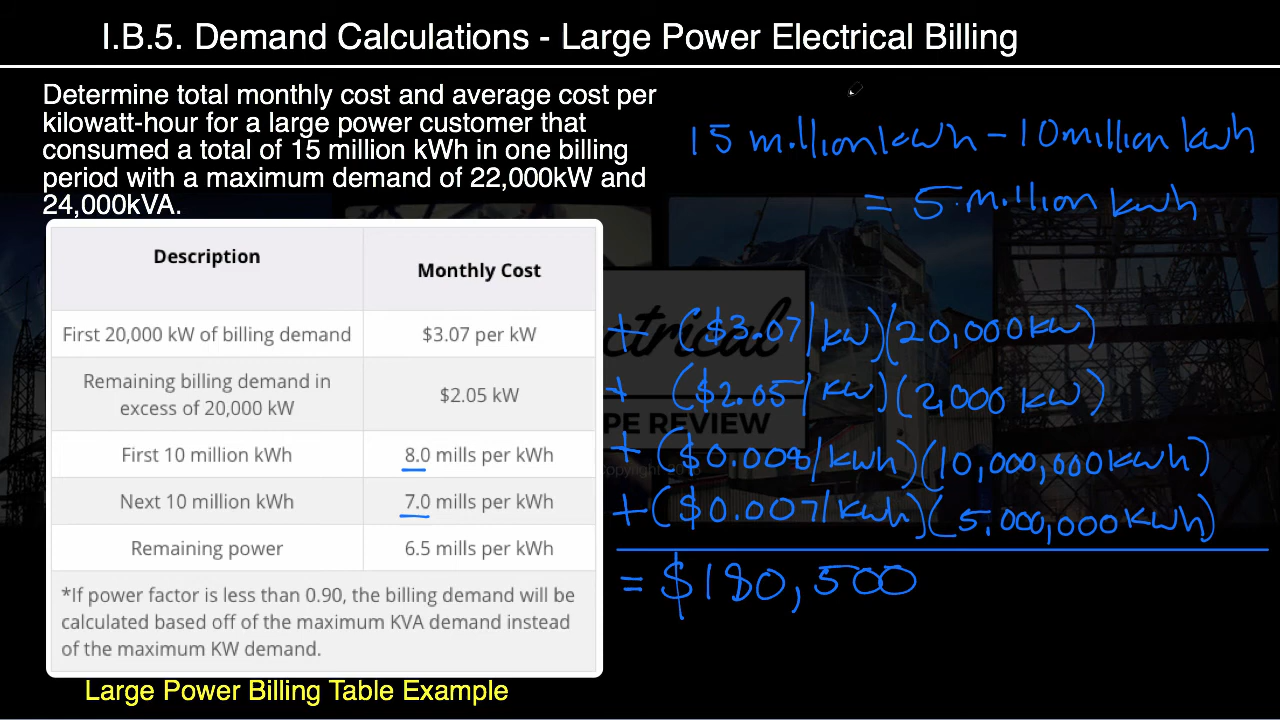 I.B.5. Demand Calculations - Large Power Electrical Billing
Determine total monthly cost and average cost per
kilowatt-hour for a large power customer that
consumed a total of 15 million kWh in one billing
period with a maximum demand of 22,000kW and
24,000kVA.
15 million kWh - 10 million kWh
= 5 million kWh
Description Monthly Cost
First 20,000 kW of billing demand $3.07 per kW
Remaining billing demand in
excess of 20,000 kW $2.05 kW
First 10 million kWh 8.0 mills per kWh
Next 10 million kWh 7.0 mills per kWh
Remaining power 6.5 mills per kWh
*If power factor is less than 0.90, the billing demand will be
calculated based off of the maximum KVA demand instead
of the maximum KW demand.
Large Power Billing Table Example
+ ($3.07/kW)(20,000kW)
+ ($2.05/kW)(2,000 kW)
+ ($0.008/kWh)(10,000,000kWh)
+ ($0.007/kWh)(5,000,000kWh)
= $180,500
PE REVIEW